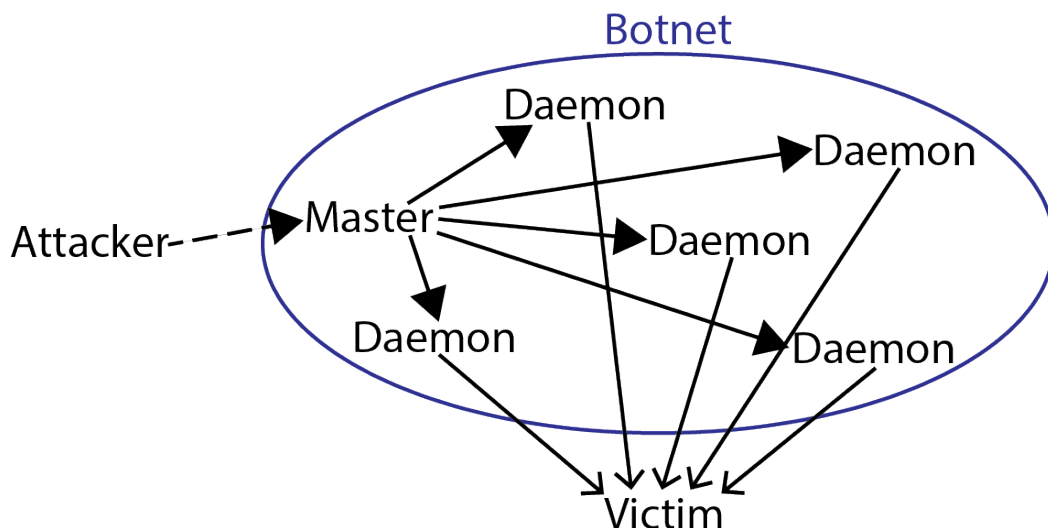 Botnet
Daemon
Daemon
Master
Attacker
Daemon
Daemon
Daemon
Victim